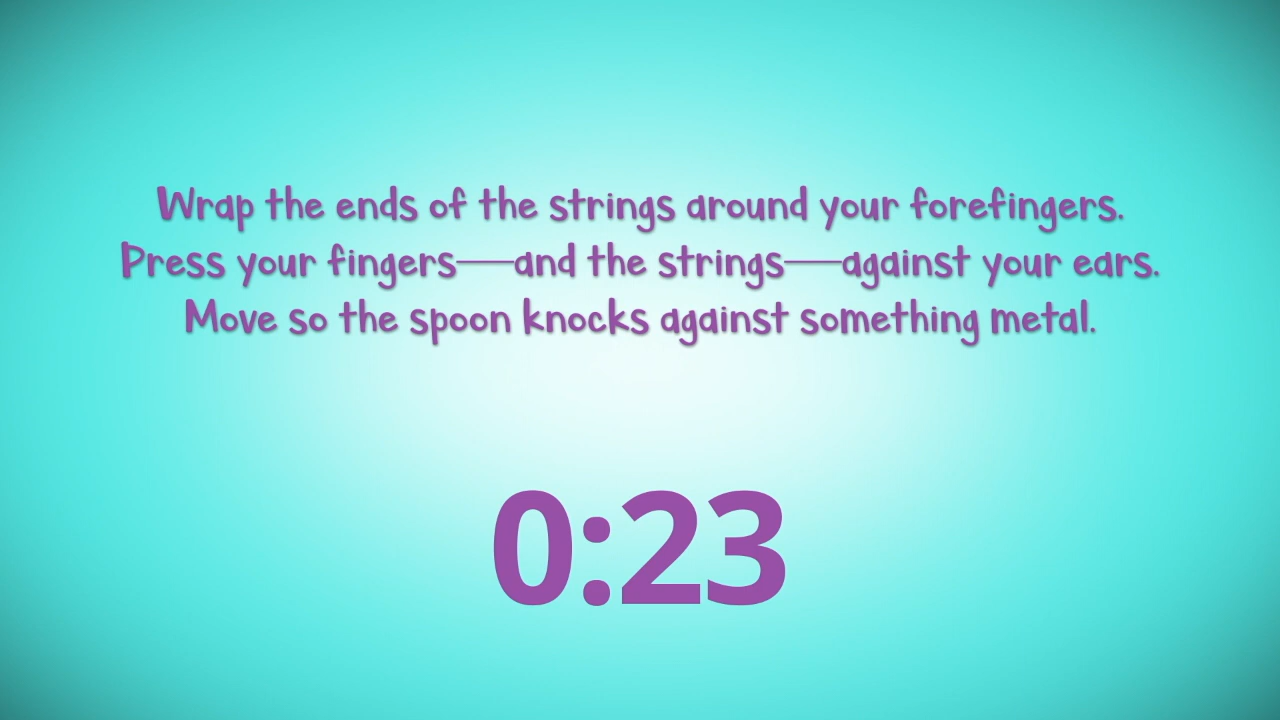 Wrap the ends of the strings around your forefingers.
Press your fingers—and the strings—against your ears.
Move so the spoon knocks against something metal.
0:23